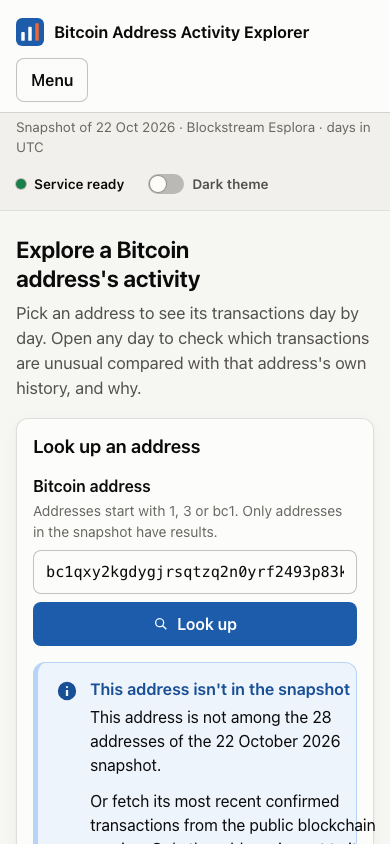 Bitcoin Address Activity Explorer
Menu
Snapshot of 22 Oct 2026 · Blockstream Esplora · days in
UTC
Service ready
Dark theme
Explore a Bitcoin
address's activity
Pick an address to see its transactions day by
day. Open any day to check which transactions
are unusual compared with that address's own
history, and why.
Look up an address
Bitcoin address
Addresses start with 1, 3 or bc1. Only addresses
in the snapshot have results.
bc1qxy2kgdygjrsqtzq2n0yrf2493p83k
Look up
This address isn't in the snapshot
This address is not among the 28
addresses of the 22 October 2026
snapshot.
Or fetch its most recent confirmed
transactions from the public blockchain